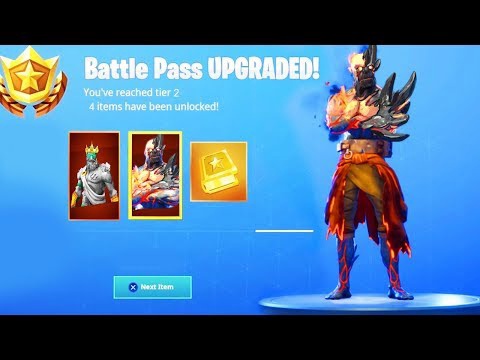 Battle Pass UPGRADED!
You've reached tier 2
4 items have been unlocked!
Next Item